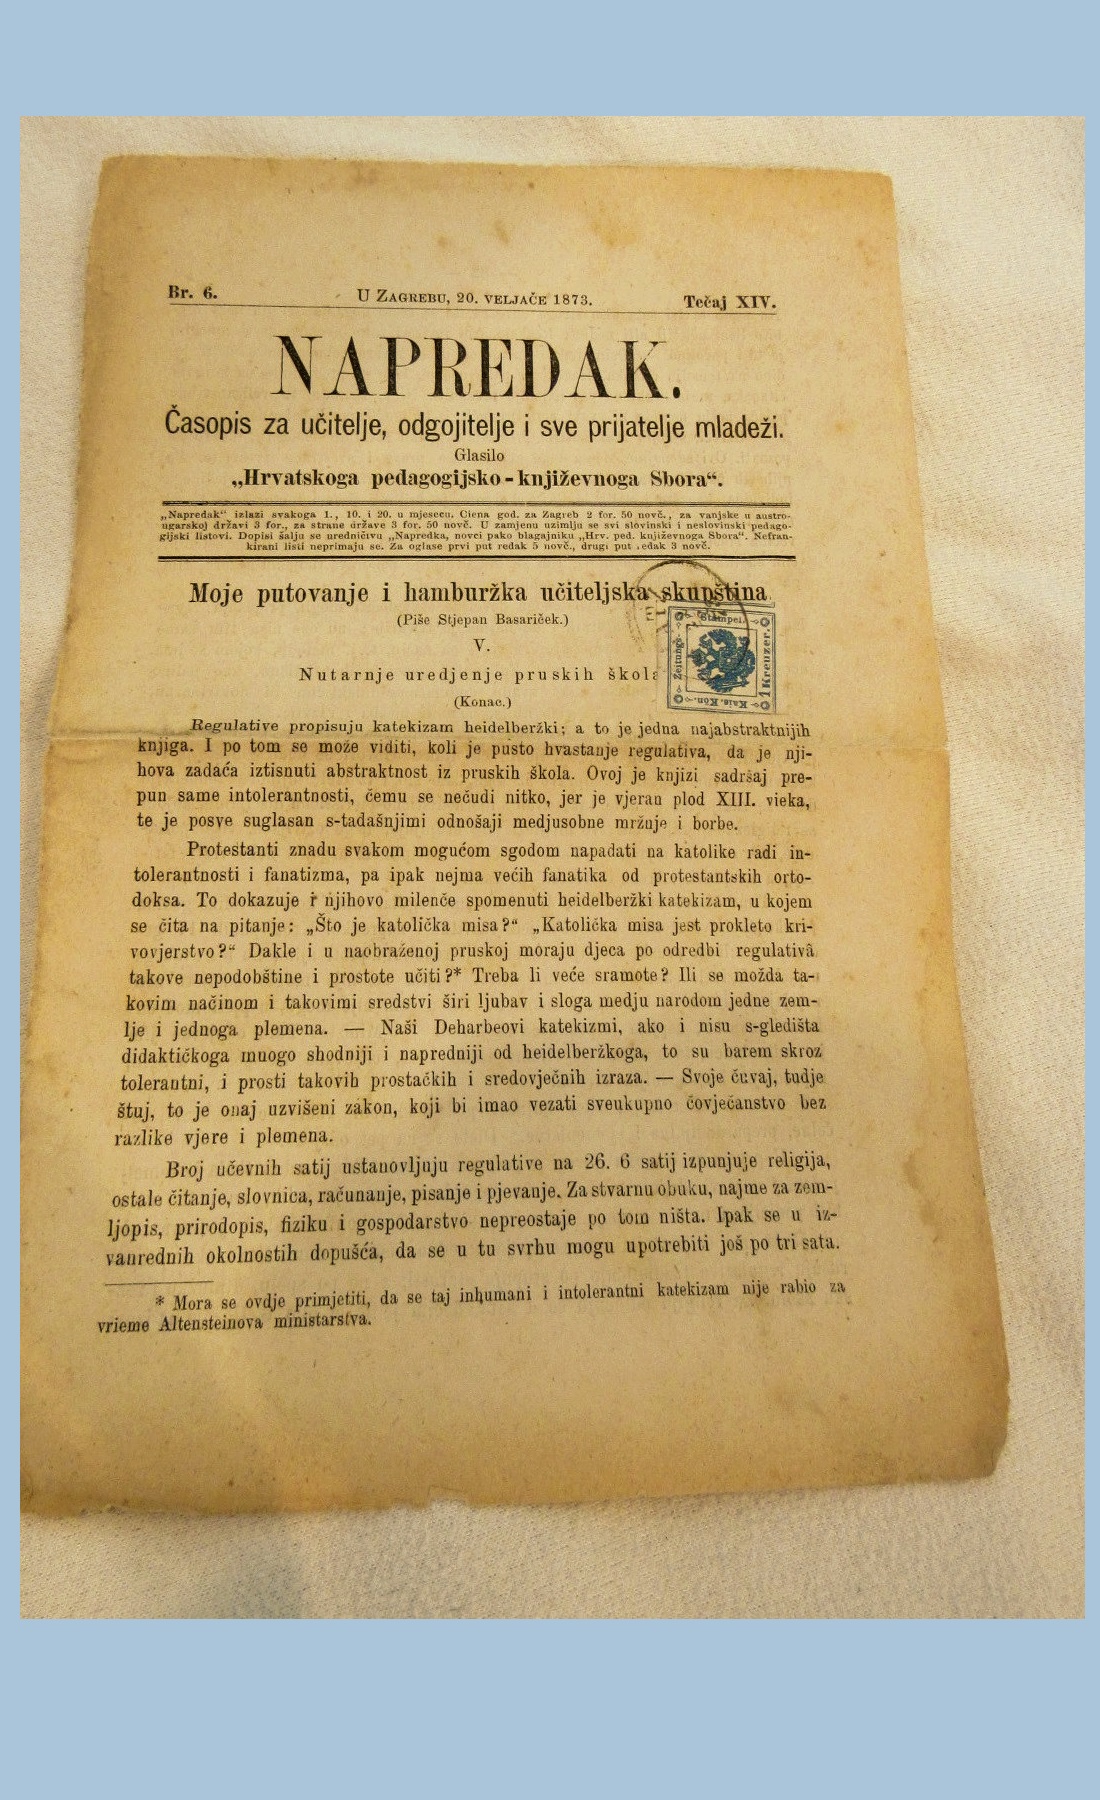 Br. 6.
U ZAGREBU, 20. VELJAČE 1873.
Tečaj XIV.
NAPREDAK.
Časopis za učitelje, odgojitelje i sve prijatelje mladeži.
Glasilo
„Hrvatskoga pedagogijsko-književnoga Sbora“.
„Napredak“ izlazi svakoga 1., 10. i 20. u mjesecu. Ciena god. za Zagreb 2 for. 50 novč., za vanjske u austro-
ugarskoj državi 3 for., za strane države 3 for. 50 novč. U zamjenu uzimlju se svi slovinski i neslovinski pedago-
gijski listovi. Dopisi šalju se uredničtvu „Napredka, novci pako blagajniku „Hrv. ped. književnoga Sbora“. Nefran-
kirani listi neprimaju se. Za oglase prvi put redak 5 novč., drugi put edak 3 novč.
Moje putovanje i hamburžka učiteljska skupština
(Piše Stjepan Basariček.)
V.
Nutarnje uredjenje pruskih škola
(Konac.)
Stempel
Zeitungs
1 Kreuzer.
Kais. Kön.
Regulative propisuju katekizam heidelberžki; a to je jedna najabstraktnijih
knjiga. I po tom se može viditi, koli je pusto hvastanje regulativa, da je nji-
hova zadaća iztisnuti abstraktnost iz pruskih škola. Ovoj je knjizi sadržaj pre-
pun same intolerantnosti, čemu se nečudi nitko, jer je vjeran plod XIII. vieka,
te je posve suglasan s-tadašnjimi odnošaji medjusobne mržnje i borbe.
Protestanti znadu svakom mogućom sgodom napadati na katolike radi in-
tolerantnosti i fanatizma, pa ipak nejma većih fanatika od protestantskih orto-
doksa. To dokazuje i njihovo milenče spomenuti heidelberžki katekizam, u kojem
se čita na pitanje: „Što je katolička misa?“ „Katolička misa jest prokleto kri-
vovjerstvo?“ Dakle i u naobraženoj pruskoj moraju djeca po odredbi regulativâ
takove nepodobštine i prostote učiti?* Treba li veće sramote? Ili se možda ta-
kovim načinom i takovimi sredstvi širi ljubav i sloga medju narodom jedne zem-
lje i jednoga plemena. — Naši Deharbeovi katekizmi, ako i nisu s-gledišta
didaktičkoga mnogo shodniji i napredniji od heidelberžkoga, to su barem skroz
tolerantni, i prosti takovih prostačkih i sredovječnih izraza. — Svoje čuvaj, tudje
štuj, to je onaj uzvišeni zakon, koji bi imao vezati sveukupno čovječanstvo bez
razlike vjere i plemena.
Broj učevnih satij ustanovljuju regulative na 26. 6 satij izpunjuje religija,
ostale čitanje, slovnica, računanje, pisanje i pjevanje. Za stvarnu obuku, najme za zem-
ljopis, prirodopis, fiziku i gospodarstvo nepreostaje po tom ništa. Ipak se u iz-
vanrednih okolnostih dopušća, da se u tu svrhu mogu upotrebiti još po tri sata.
* Mora se ovdje primjetiti, da se taj inhumani i intolerantni katekizam nije rabio za
vrieme Altensteinova ministarstva.